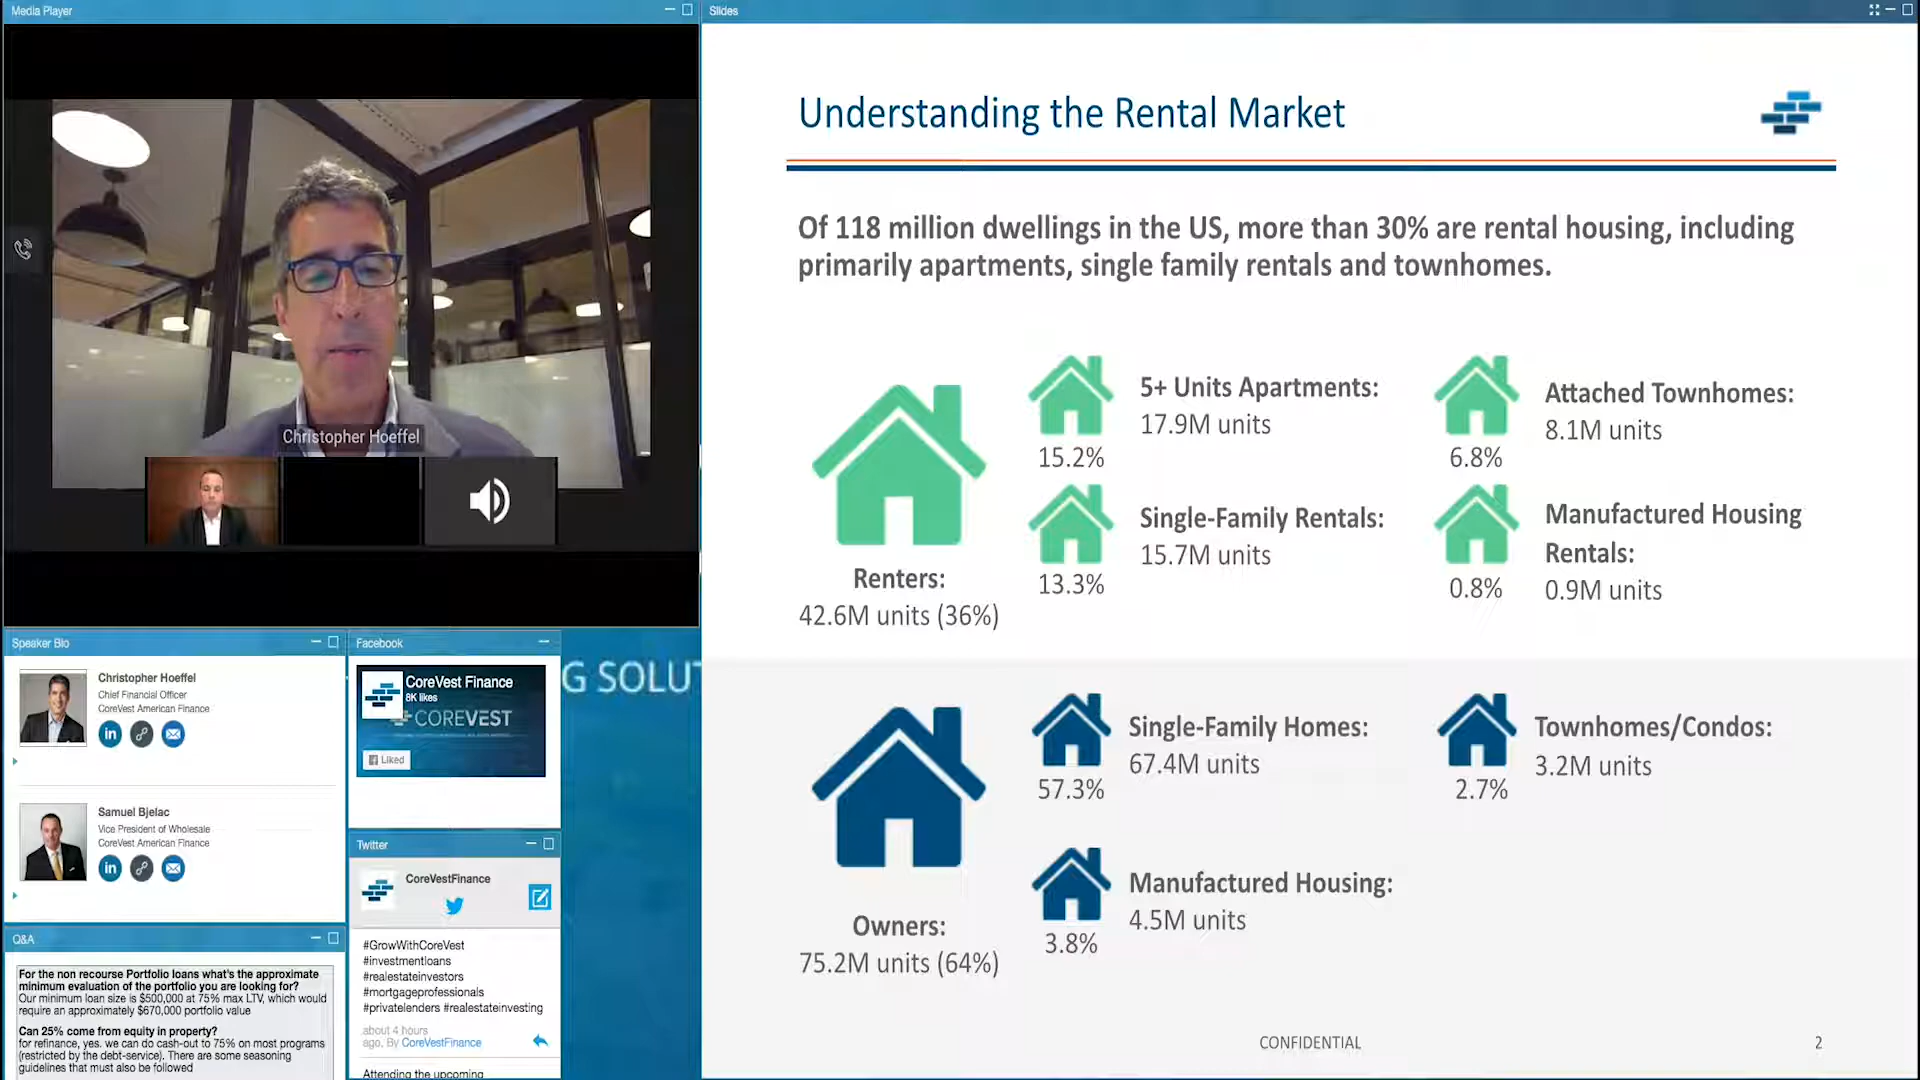 Media Player
Christopher Hoeffel
Speaker Bio
Christopher Hoeffel
Chief Financial Officer
CoreVest American Finance
in
Samuel Bjelac
Vice President of Wholesale
CoreVest American Finance
in
Q&A
For the non recourse Portfolio loans what's the approximate
minimum evaluation of the portfolio you are looking for?
Our minimum loan size is $500,000 at 75% max LTV, which would
require an approximately $670,000 portfolio value
Can 25% come from equity in property?
for refinance, yes. we can do cash-out to 75% on most programs
(restricted by the debt-service). There are some seasoning
guidelines that must also be followed
Facebook
CoreVest Finance
8K likes
COREVEST
Liked
G SOLUT
Twitter
CoreVestFinance
#GrowWithCoreVest
#investmentloans
#realestateinvestors
#mortgageprofessionals
#privatelenders #realestateinvesting
about 4 hours
ago. By CoreVestFinance
Attending the upcoming
Slides
Understanding the Rental Market
Of 118 million dwellings in the US, more than 30% are rental housing, including
primarily apartments, single family rentals and townhomes.
Renters:
42.6M units (36%)
5+ Units Apartments:
17.9M units
15.2%
Attached Townhomes:
8.1M units
6.8%
Single-Family Rentals:
15.7M units
13.3%
Manufactured Housing
Rentals:
0.9M units
0.8%
Owners:
75.2M units (64%)
Single-Family Homes:
67.4M units
57.3%
Townhomes/Condos:
3.2M units
2.7%
Manufactured Housing:
4.5M units
3.8%
CONFIDENTIAL
2